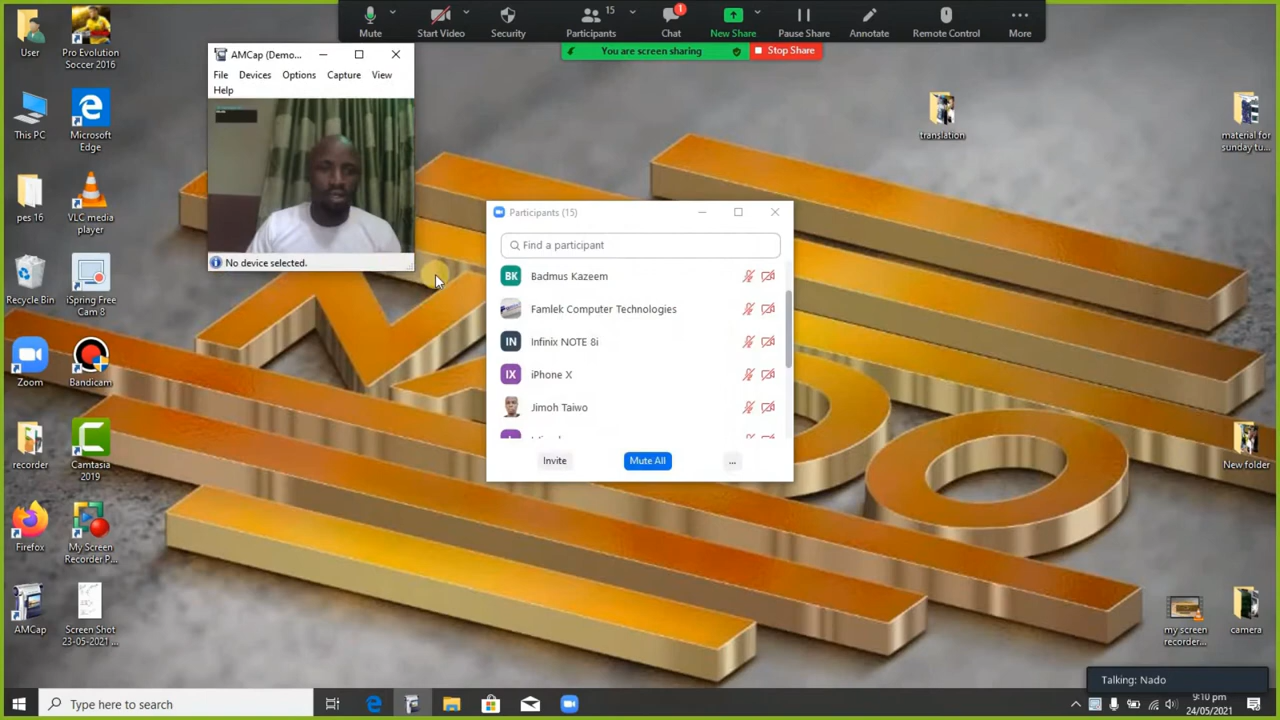 Mute
Start Video
Security
15
Participants
1
Chat
New Share
Pause Share
Annotate
Remote Control
More
You are screen sharing
Stop Share
User
Pro Evolution
Soccer 2016
This PC
Microsoft
Edge
pes 16
VLC media
player
Recycle Bin
iSpring Free
Cam 8
Zoom
Bandicam
recorder
Camtasia
2019
Firefox
My Screen
Recorder P...
AMCap
Screen Shot
23-05-2021 ...
AMCap (Demo...
File
Devices
Options
Capture
View
Help
No device selected.
Participants (15)
Find a participant
BK
Badmus Kazeem
Famlek Computer Technologies
IN
Infinix NOTE 8i
IX
iPhone X
Jimoh Taiwo
Invite
Mute All
...
translation
material for
sunday tu...
New folder
my screen
recorder...
camera
Talking: Nado
Type here to search
9:10 pm
24/05/2021